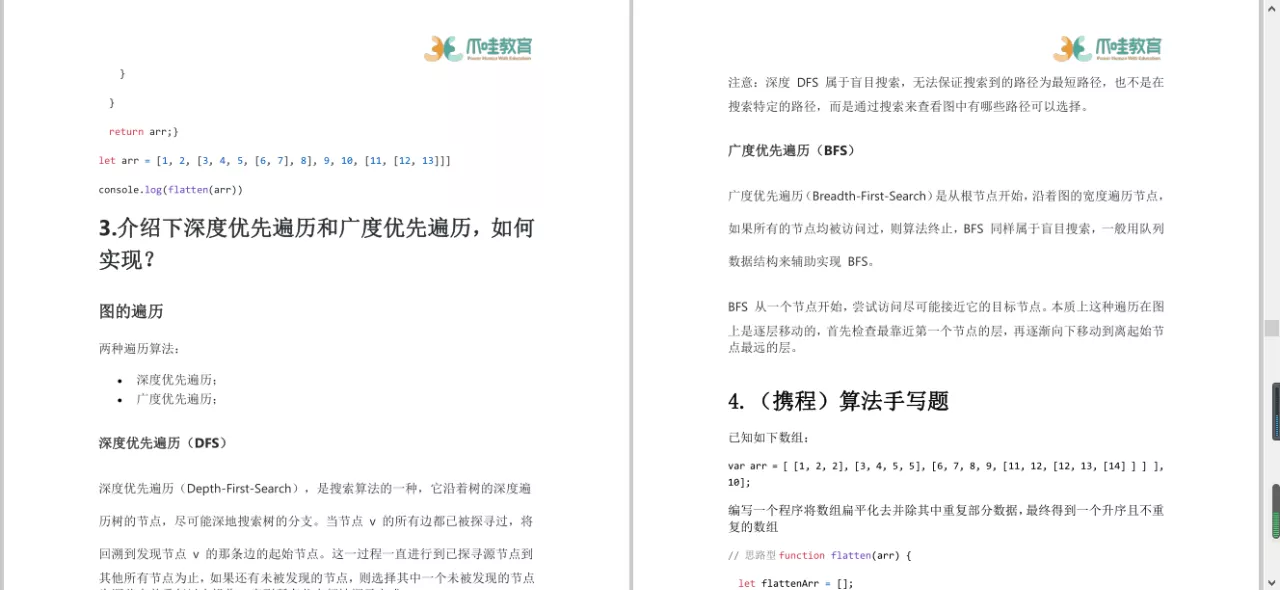 爪哇教育
}
}
return arr;}
let arr = [1, 2, [3, 4, 5, [6, 7], 8], 9, 10, [11, [12, 13]]]
console.log(flatten(arr))
3.介绍下深度优先遍历和广度优先遍历，如何
实现？
图的遍历
两种遍历算法：
• 深度优先遍历；
• 广度优先遍历；
深度优先遍历（DFS）
深度优先遍历（Depth-First-Search），是搜索算法的一种，它沿着树的深度遍
历树的节点，尽可能深地搜索树的分支。当节点 v 的所有边都已被探寻过，将
回溯到发现节点 v 的那条边的起始节点。这一过程一直进行到已探寻源节点到
其他所有节点为止，如果还有未被发现的节点，则选择其中一个未被发现的节点
爪哇教育
注意：深度 DFS 属于盲目搜索，无法保证搜索到的路径为最短路径，也不是在
搜索特定的路径，而是通过搜索来查看图中有哪些路径可以选择。
广度优先遍历（BFS）
广度优先遍历（Breadth-First-Search）是从根节点开始，沿着图的宽度遍历节点，
如果所有的节点均被访问过，则算法终止，BFS 同样属于盲目搜索，一般用队列
数据结构来辅助实现 BFS。
BFS 从一个节点开始，尝试访问尽可能接近它的目标节点。本质上这种遍历在图
上是逐层移动的，首先检查最靠近第一个节点的层，再逐渐向下移动到离起始节
点最远的层。
4. （携程）算法手写题
已知如下数组：
var arr = [ [1, 2, 2], [3, 4, 5, 5], [6, 7, 8, 9, [11, 12, [12, 13, [14] ] ] ],
10];
编写一个程序将数组扁平化去并除其中重复部分数据，最终得到一个升序且不重
复的数组
// 思路型function flatten(arr) {
let flattenArr = [];